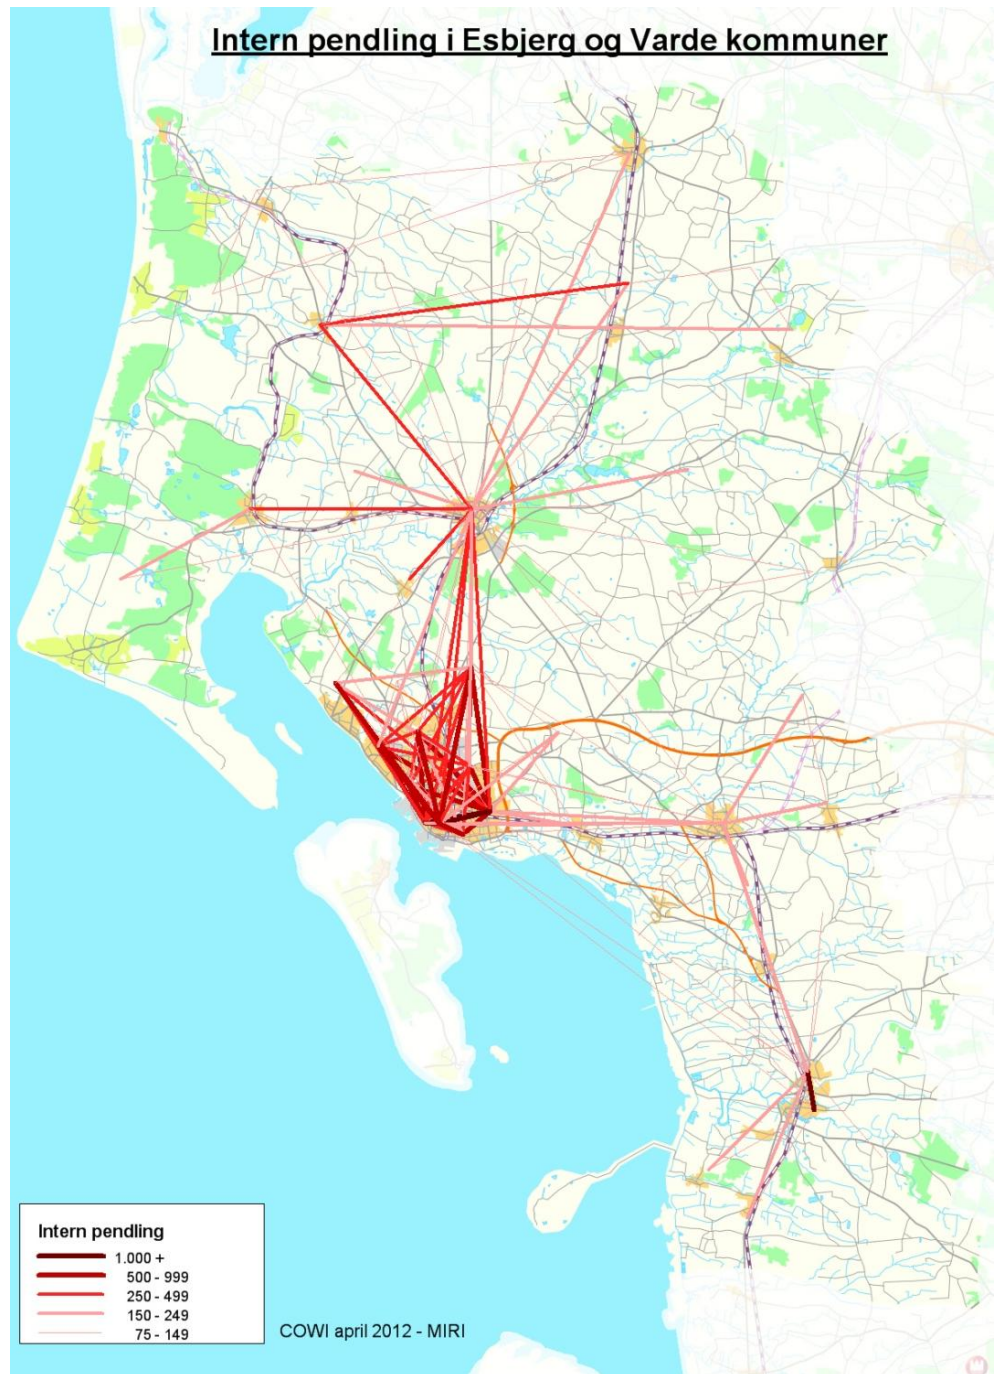 Intern pendling i Esbjerg og Varde kommuner
Intern pendling
1.000 +
500 - 999
250 - 499
150 - 249
75 - 149
COWI april 2012 - MIRI